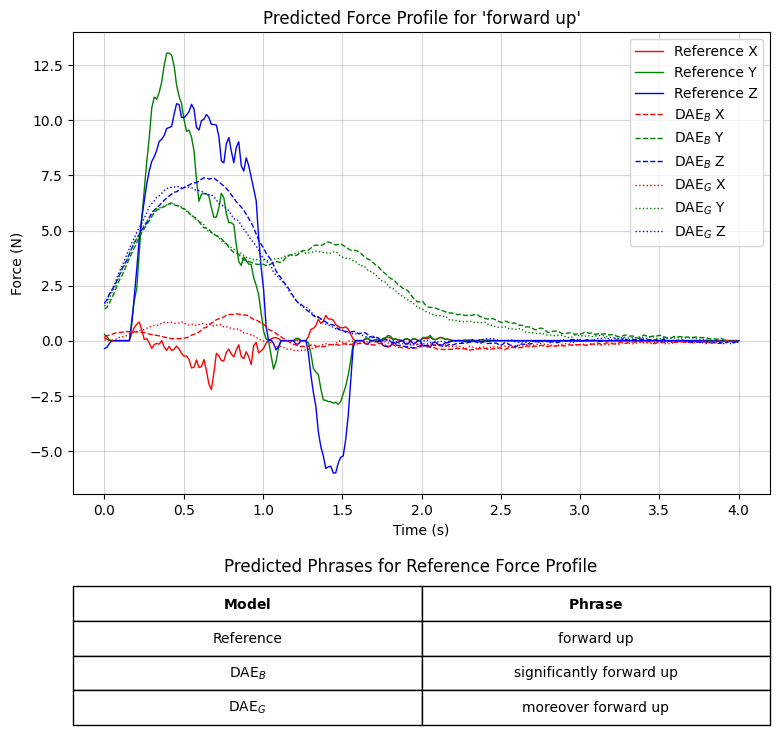 Predicted Force Profile for 'forward up'
Force (N)
12.5
10.0
7.5
5.0
2.5
0.0
−2.5
−5.0
0.0 0.5 1.0 1.5 2.0 2.5 3.0 3.5 4.0
Time (s)
Reference X
Reference Y
Reference Z
DAE_B X
DAE_B Y
DAE_B Z
DAE_G X
DAE_G Y
DAE_G Z
Predicted Phrases for Reference Force Profile
Model Phrase
Reference forward up
DAE_B significantly forward up
DAE_G moreover forward up